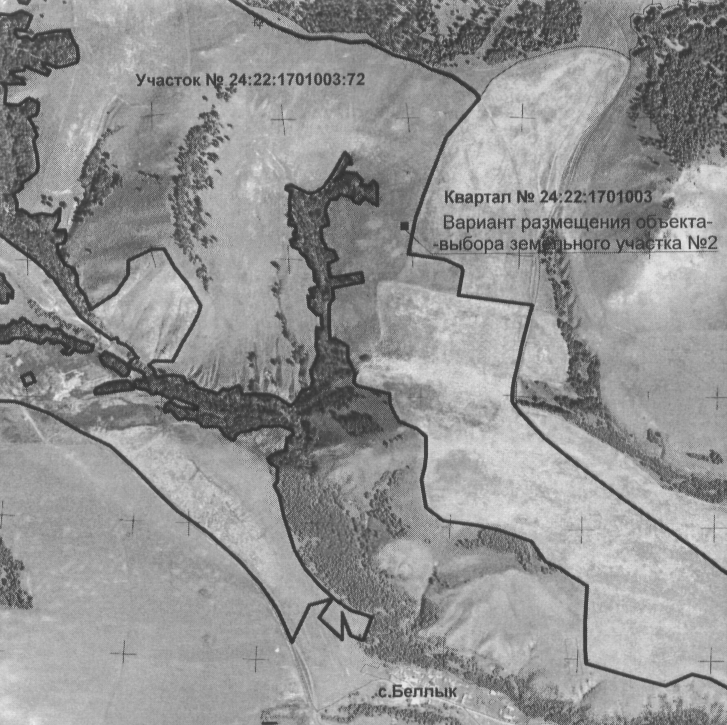 Участок № 24:22:1701003:72
Квартал № 24:22:1701003
Вариант размещения объекта-
-выбора земельного участка №2
с.Беллык